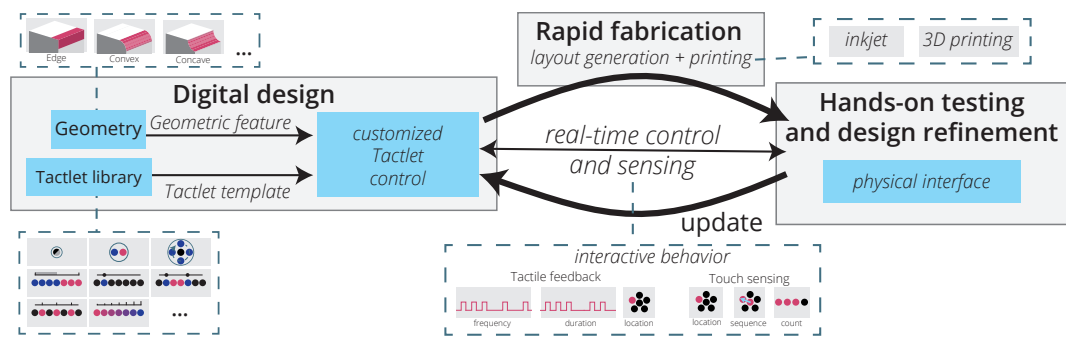 Edge
Convex
Concave
...
Rapid fabrication
layout generation + printing
inkjet
3D printing
Digital design
Geometry
Geometric feature
Tactlet library
Tactlet template
customized
Tactlet
control
real-time control
and sensing
update
Hands-on testing
and design refinement
physical interface
...
interactive behavior
Tactile feedback
Touch sensing
frequency
duration
location
location
sequence
count